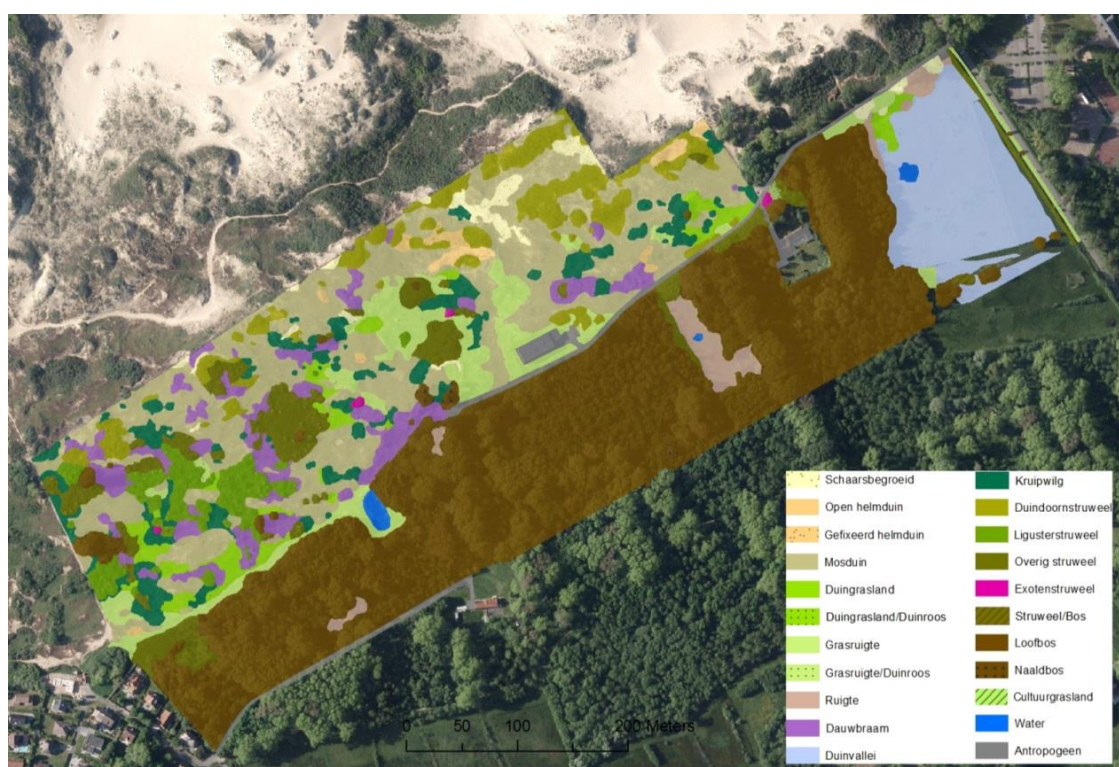 0 50 100 200 Meters
Schaarsbegroeid
Open helmduin
Gefixeerd helmduin
Mosduin
Duingrasland
Duingrasland/Duinroos
Grasruigte
Grasruigte/Duinroos
Ruigte
Dauwbraam
Duinvallei
Kruipwilg
Duindoornstruweel
Ligusterstruweel
Overig struweel
Exotenstruweel
Struweel/Bos
Loofbos
Naaldbos
Cultuurgrasland
Water
Antropogeen